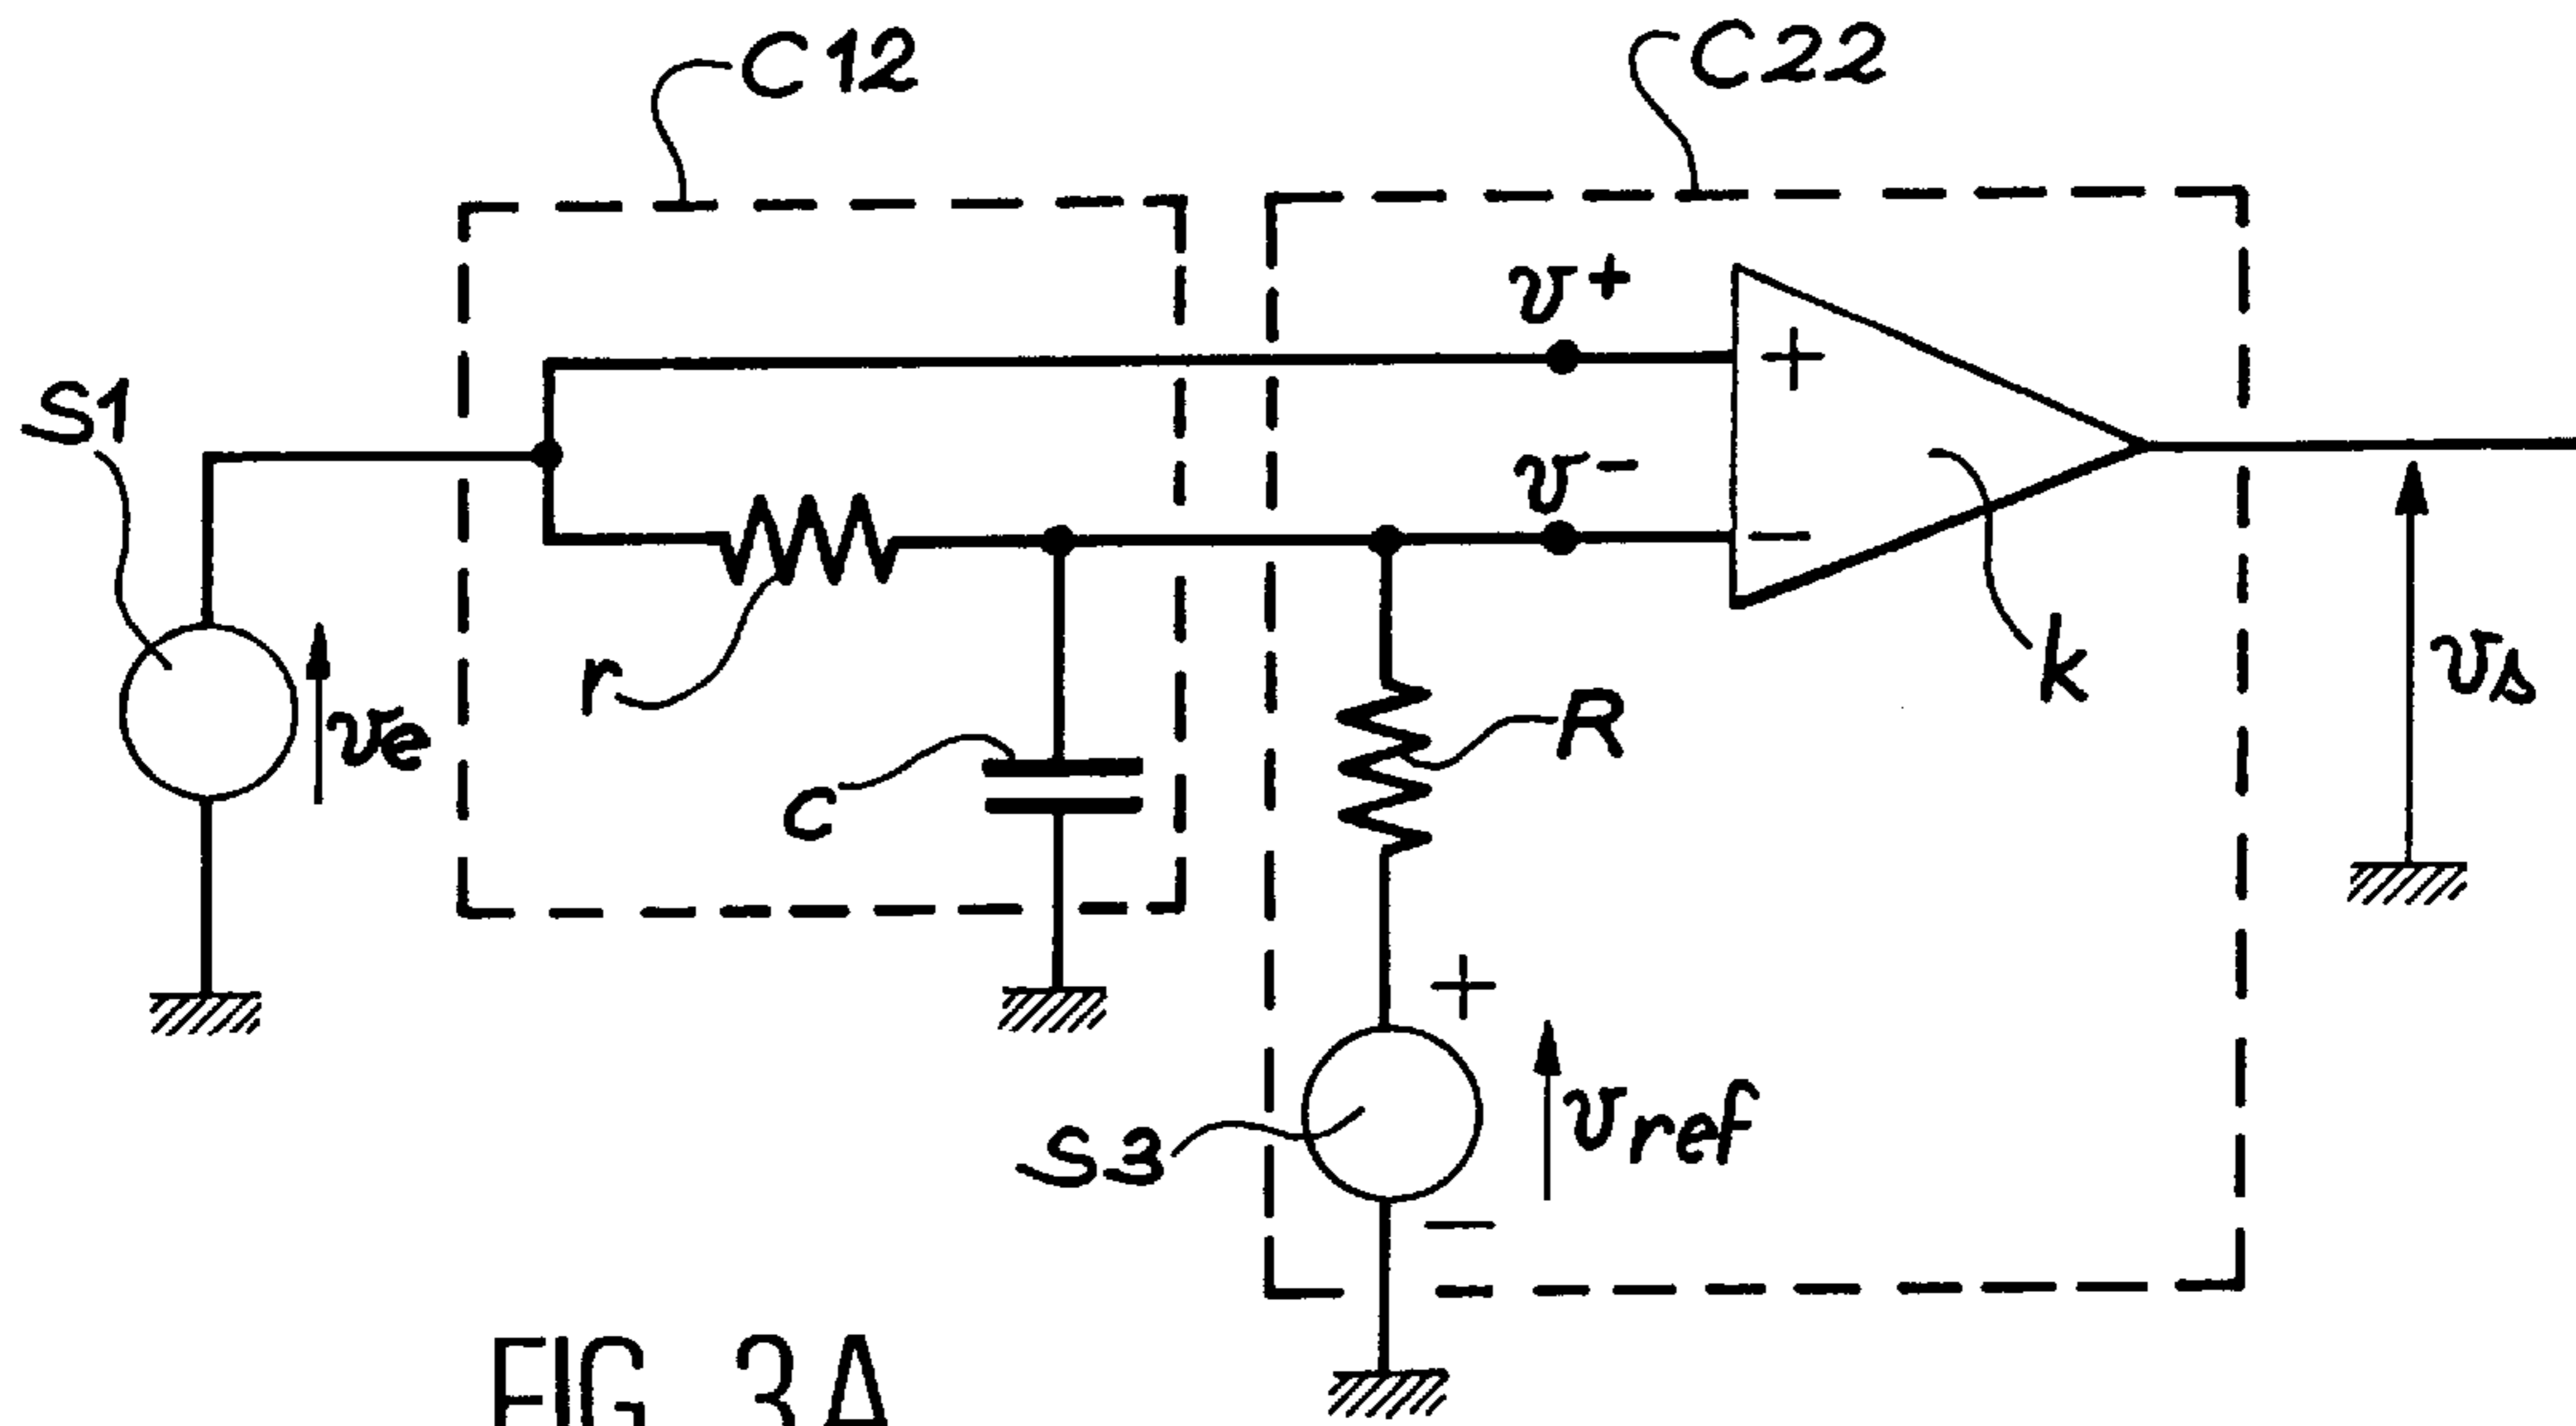 C12
C22
v+
+
S1
v-
-
ve
r
k
vs
R
c
+
vref
S3
-
FIG. 3A